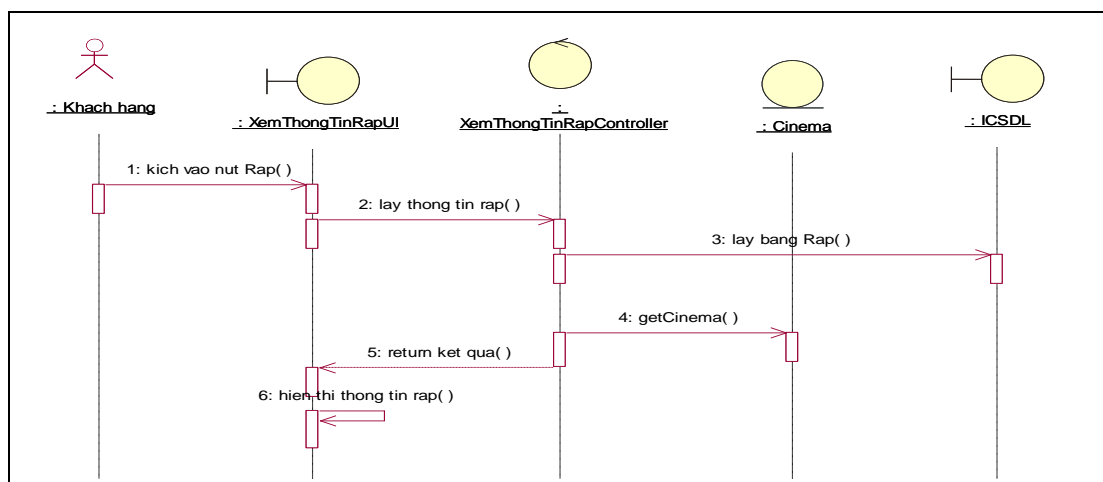 : Khach hang
: XemThongTinRapUI
:
XemThongTinRapController
: Cinema
: ICSDL
1: kich vao nut Rap( )
2: lay thong tin rap( )
3: lay bang Rap( )
4: getCinema( )
5: return ket qua( )
6: hien thi thong tin rap( )